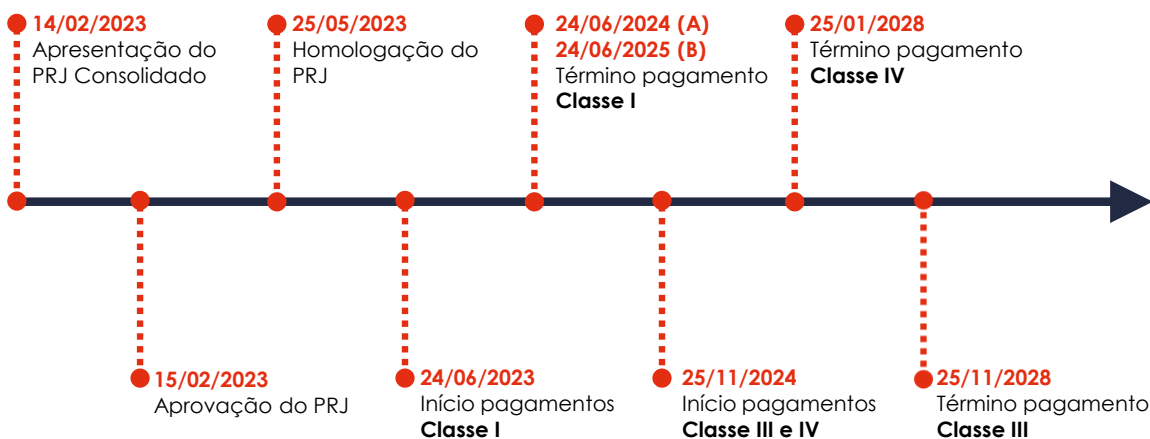 14/02/2023
Apresentação do
PRJ Consolidado
25/05/2023
Homologação do
PRJ
24/06/2024 (A)
24/06/2025 (B)
Término pagamento
Classe I
25/01/2028
Término pagamento
Classe IV
15/02/2023
Aprovação do PRJ
24/06/2023
Início pagamentos
Classe I
25/11/2024
Início pagamentos
Classe III e IV
25/11/2028
Término pagamento
Classe III